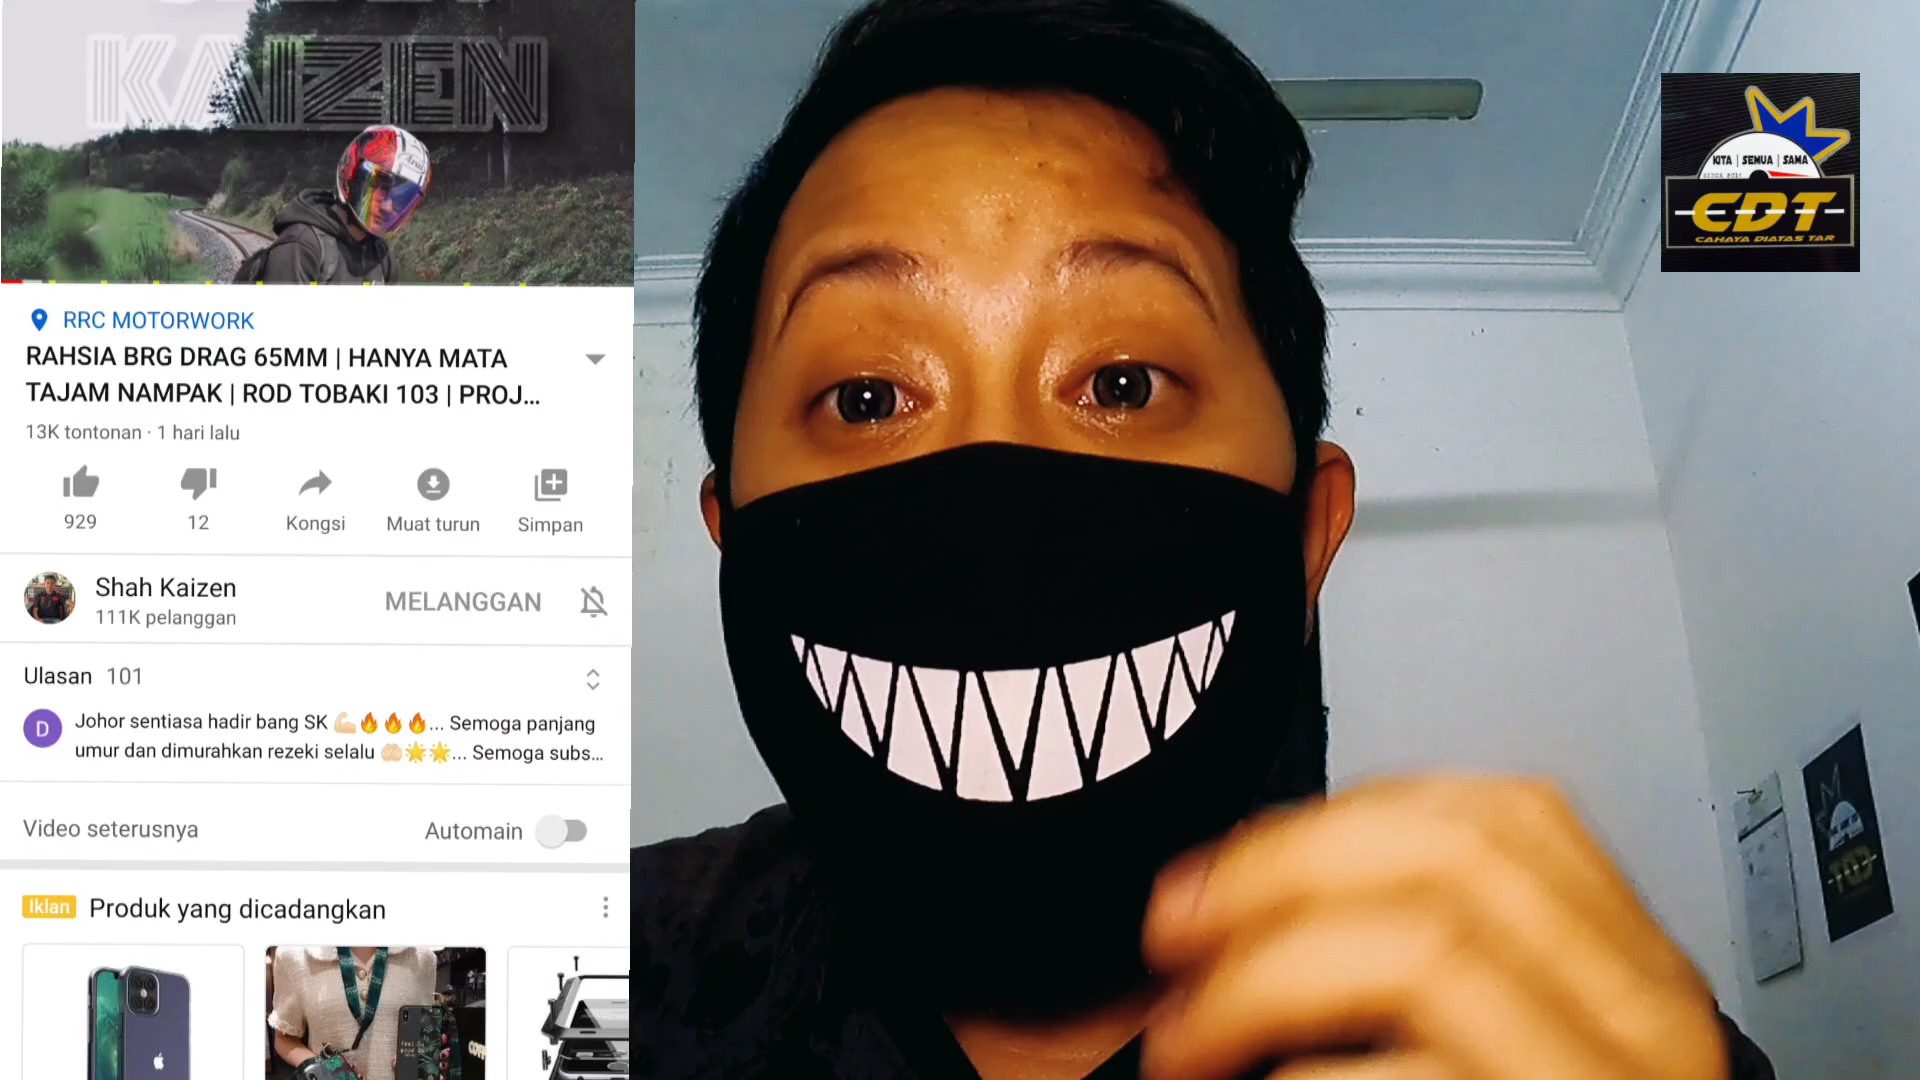 KAIZEN
Arai
RRC MOTORWORK
RAHSIA BRG DRAG 65MM | HANYA MATA
TAJAM NAMPAK | ROD TOBAKI 103 | PROJ...
13K tontonan · 1 hari lalu
929
12
Kongsi
Muat turun
Simpan
Shah Kaizen
111K pelanggan
MELANGGAN
Ulasan 101
D
Johor sentiasa hadir bang SK 💪🏻🔥🔥🔥... Semoga panjang
umur dan dimurahkan rezeki selalu 🤲🏻🌟🌟... Semoga subs...
Video seterusnya
Automain
Iklan
Produk yang dicadangkan
KITA | SEMUA | SAMA
SINCE 2014
CDT
CAHAYA DIATAS TAR